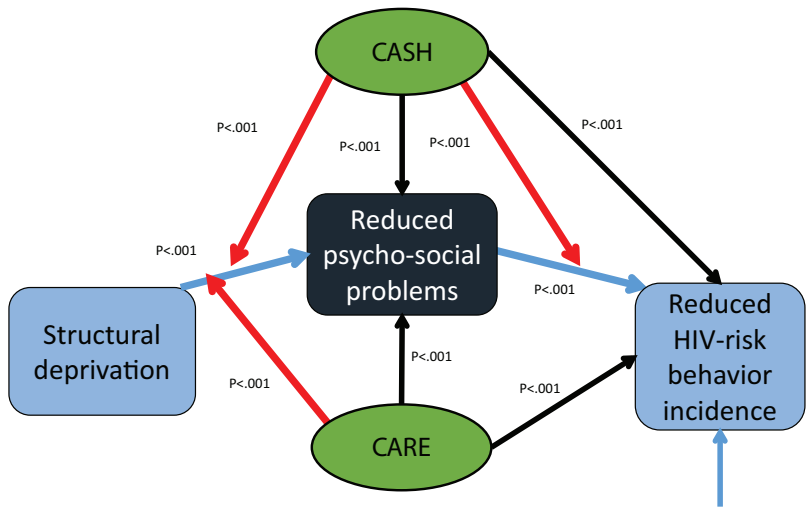 CASH
P<.001
P<.001
P<.001
P<.001
P<.001
Reduced
psycho-social
problems
P<.001
Structural
deprivation
Reduced
HIV-risk
behavior
incidence
P<.001
P<.001
P<.001
CARE